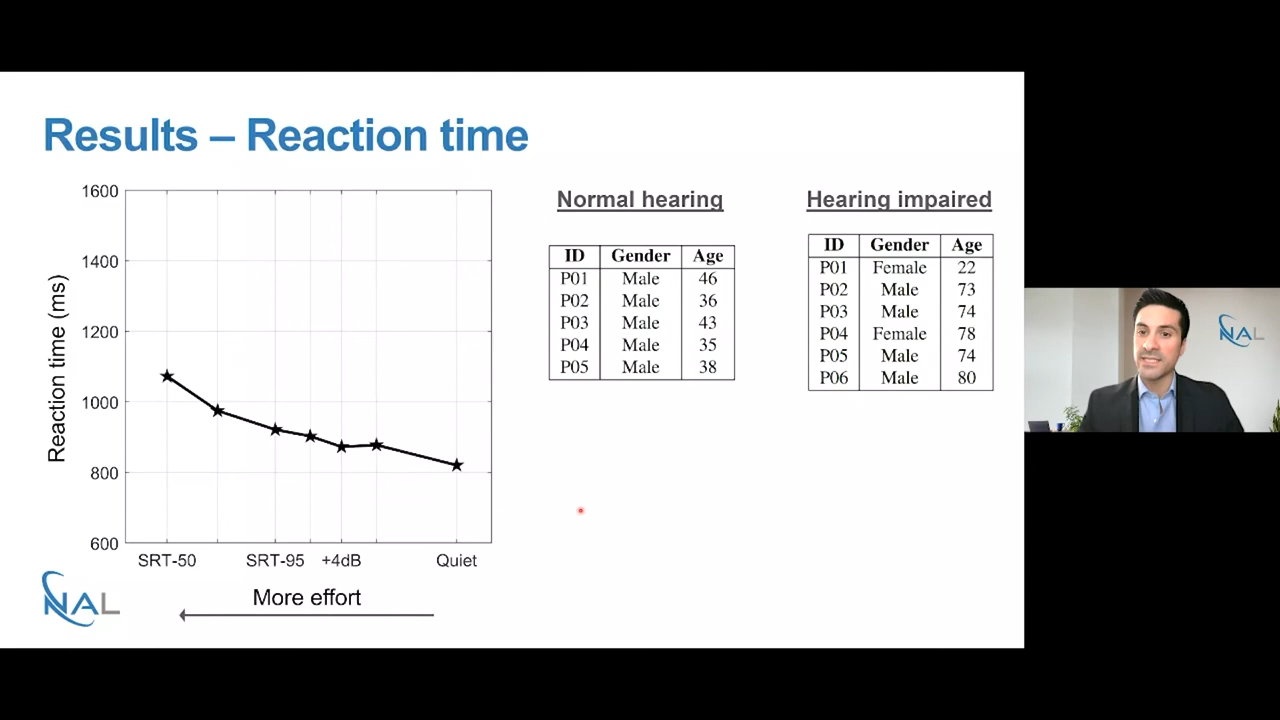 Results – Reaction time
1600
1400
1200
1000
800
600
Reaction time (ms)
SRT-50 SRT-95 +4dB Quiet
More effort
Normal hearing
ID Gender Age
P01 Male 46
P02 Male 36
P03 Male 43
P04 Male 35
P05 Male 38
Hearing impaired
ID Gender Age
P01 Female 22
P02 Male 73
P03 Male 74
P04 Female 78
P05 Male 74
P06 Male 80
NAL
NAL